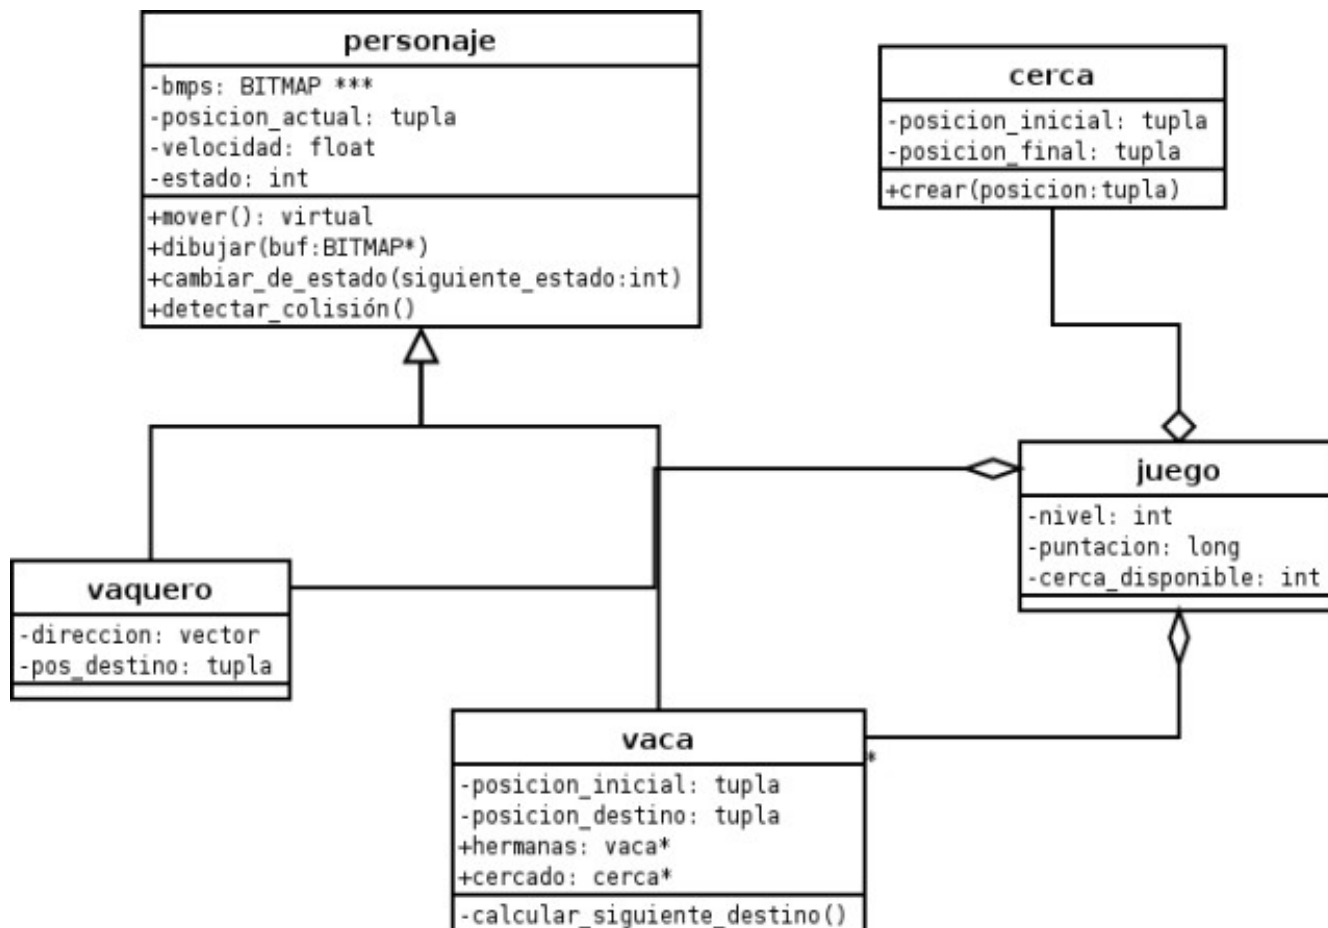 personaje
-bmps: BITMAP ***
-posicion_actual: tupla
-velocidad: float
-estado: int
+mover(): virtual
+dibujar(buf:BITMAP*)
+cambiar_de_estado(siguiente_estado:int)
+detectar_colisión()
cerca
-posicion_inicial: tupla
-posicion_final: tupla
+crear(posicion:tupla)
juego
-nivel: int
-puntacion: long
-cerca_disponible: int
vaquero
-direccion: vector
-pos_destino: tupla
vaca
*
-posicion_inicial: tupla
-posicion_destino: tupla
+hermanas: vaca*
+cercado: cerca*
-calcular_siguiente_destino()